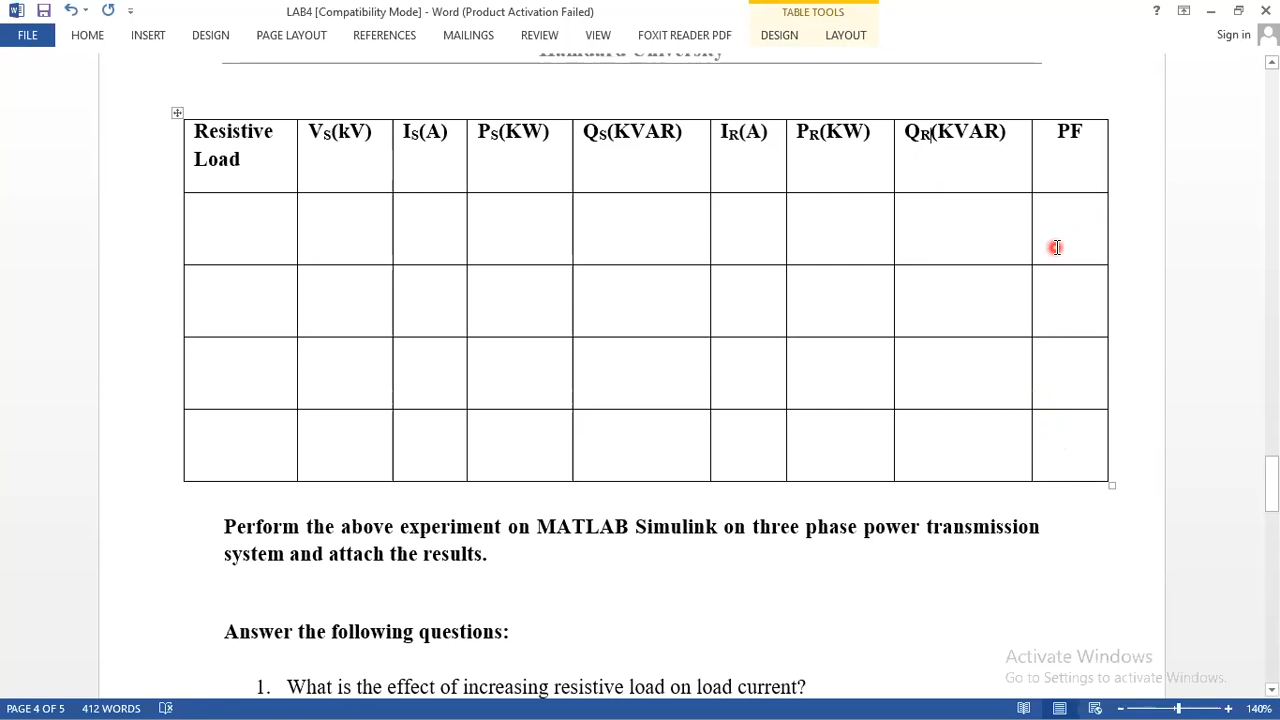 LAB4 [Compatibility Mode] - Word (Product Activation Failed)
TABLE TOOLS
?
FILE HOME INSERT DESIGN PAGE LAYOUT REFERENCES MAILINGS REVIEW VIEW FOXIT READER PDF DESIGN LAYOUT Sign in
Hamdard University
Resistive Load VS(kV) IS(A) PS(KW) QS(KVAR) IR(A) PR(KW) QR(KVAR) PF
Perform the above experiment on MATLAB Simulink on three phase power transmission
system and attach the results.
Answer the following questions:
1. What is the effect of increasing resistive load on load current?
Activate Windows
Go to Settings to activate Windows.
PAGE 4 OF 5 412 WORDS 140%